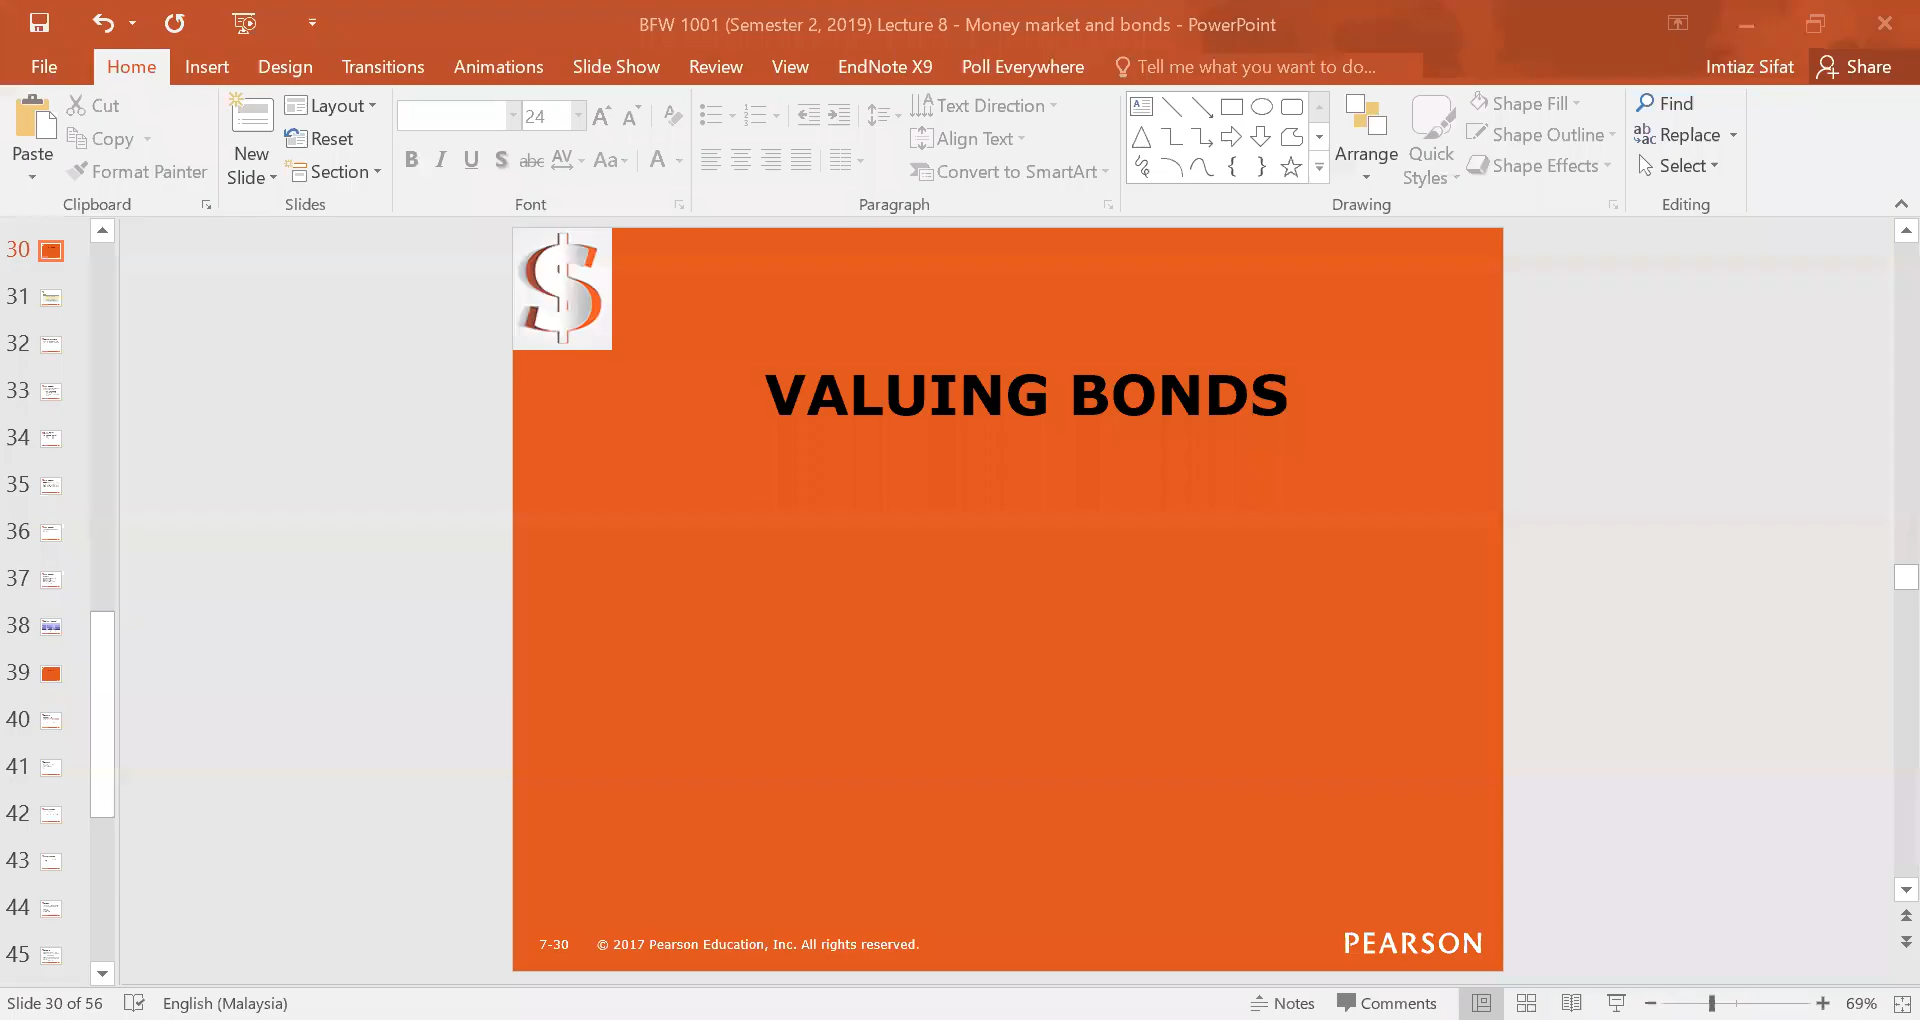 BFW 1001 (Semester 2, 2019) Lecture 8 - Money market and bonds - PowerPoint
File Home Insert Design Transitions Animations Slide Show Review View EndNote X9 Poll Everywhere Tell me what you want to do... Imtiaz Sifat Share
Paste
Cut
Copy
Format Painter
Clipboard
New
Slide
Layout
Reset
Section
Slides
24
B I U S abc AV Aa A
Font
Text Direction
Align Text
Convert to SmartArt
Paragraph
Arrange
Quick
Styles
Shape Fill
Shape Outline
Shape Effects
Drawing
Find
Replace
Select
Editing
30
31
32
33
34
35
36
37
38
39
40
41
42
43
44
45
$
VALUING BONDS
7-30 © 2017 Pearson Education, Inc. All rights reserved.
PEARSON
Slide 30 of 56 English (Malaysia) Notes Comments 69%